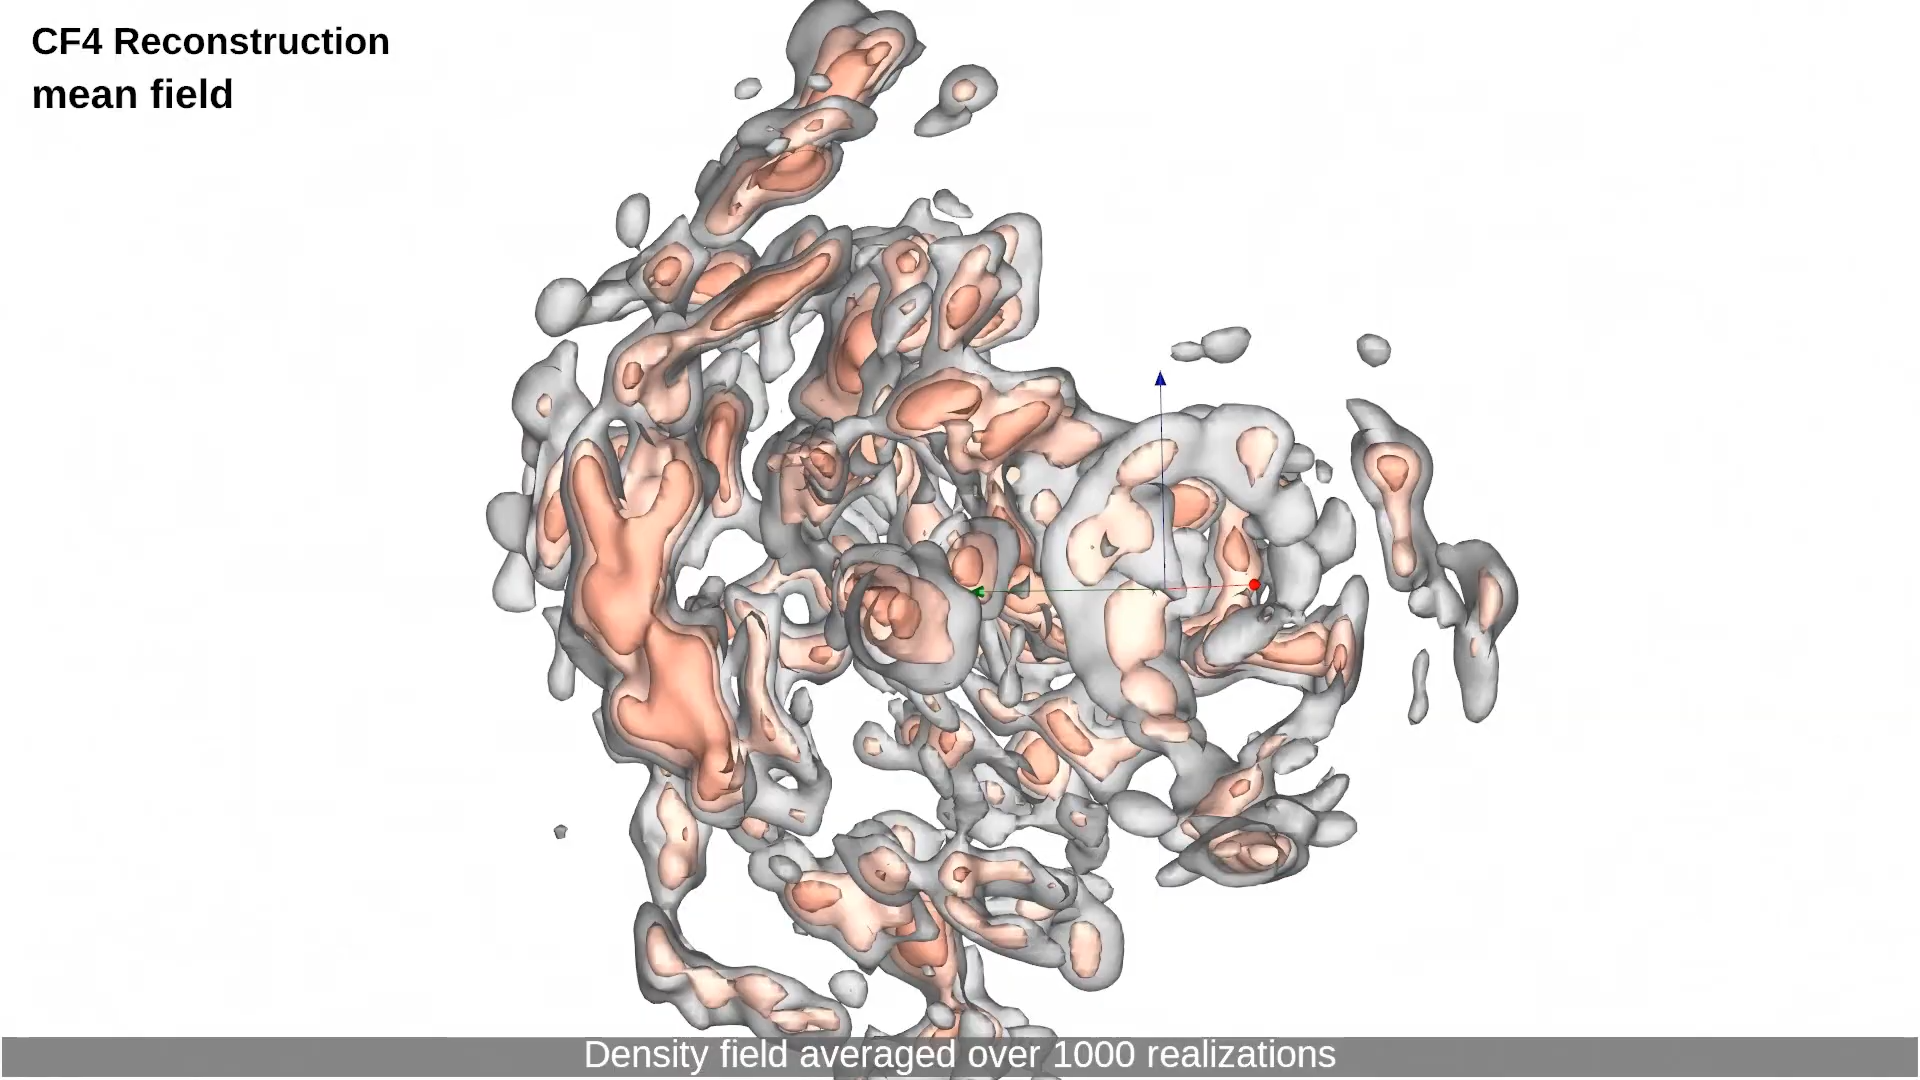 CF4 Reconstruction
mean field
Density field averaged over 1000 realizations